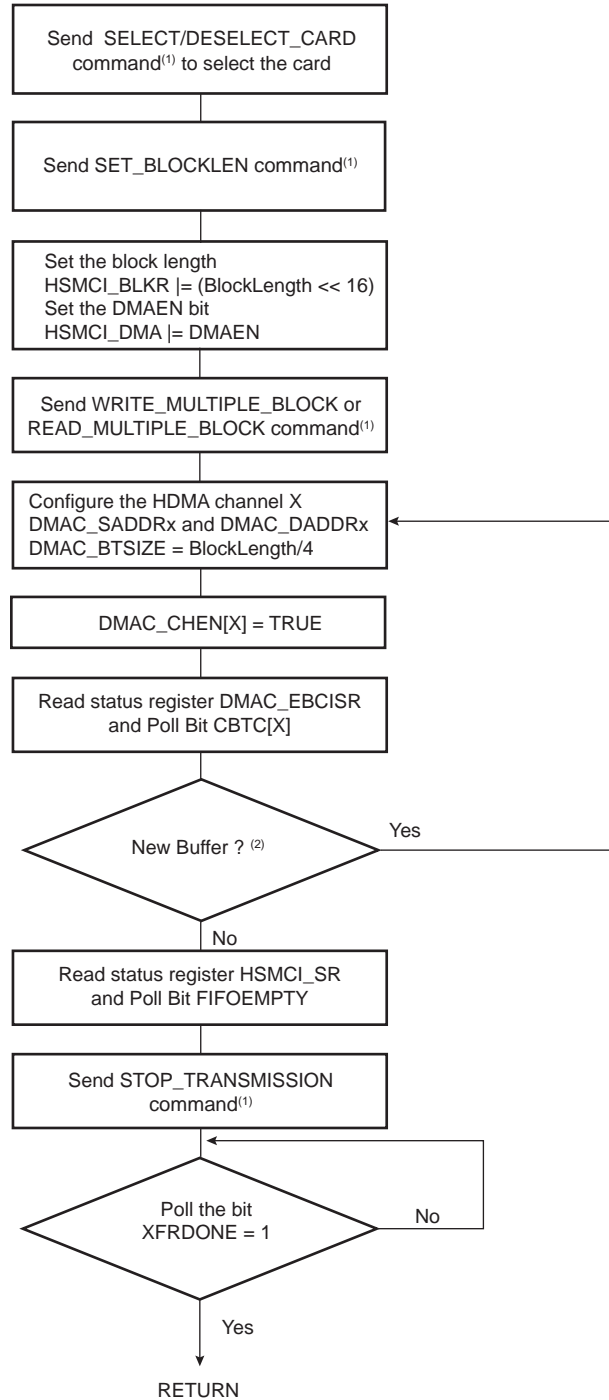 Send SELECT/DESELECT_CARD
command(1) to select the card
Send SET_BLOCKLEN command(1)
Set the block length
HSMCI_BLKR |= (BlockLength << 16)
Set the DMAEN bit
HSMCI_DMA |= DMAEN
Send WRITE_MULTIPLE_BLOCK or
READ_MULTIPLE_BLOCK command(1)
Configure the HDMA channel X
DMAC_SADDRx and DMAC_DADDRx
DMAC_BTSIZE = BlockLength/4
DMAC_CHEN[X] = TRUE
Read status register DMAC_EBCISR
and Poll Bit CBTC[X]
New Buffer ? (2)
Yes
No
Read status register HSMCI_SR
and Poll Bit FIFOEMPTY
Send STOP_TRANSMISSION
command(1)
Poll the bit
XFRDONE = 1
No
Yes
RETURN